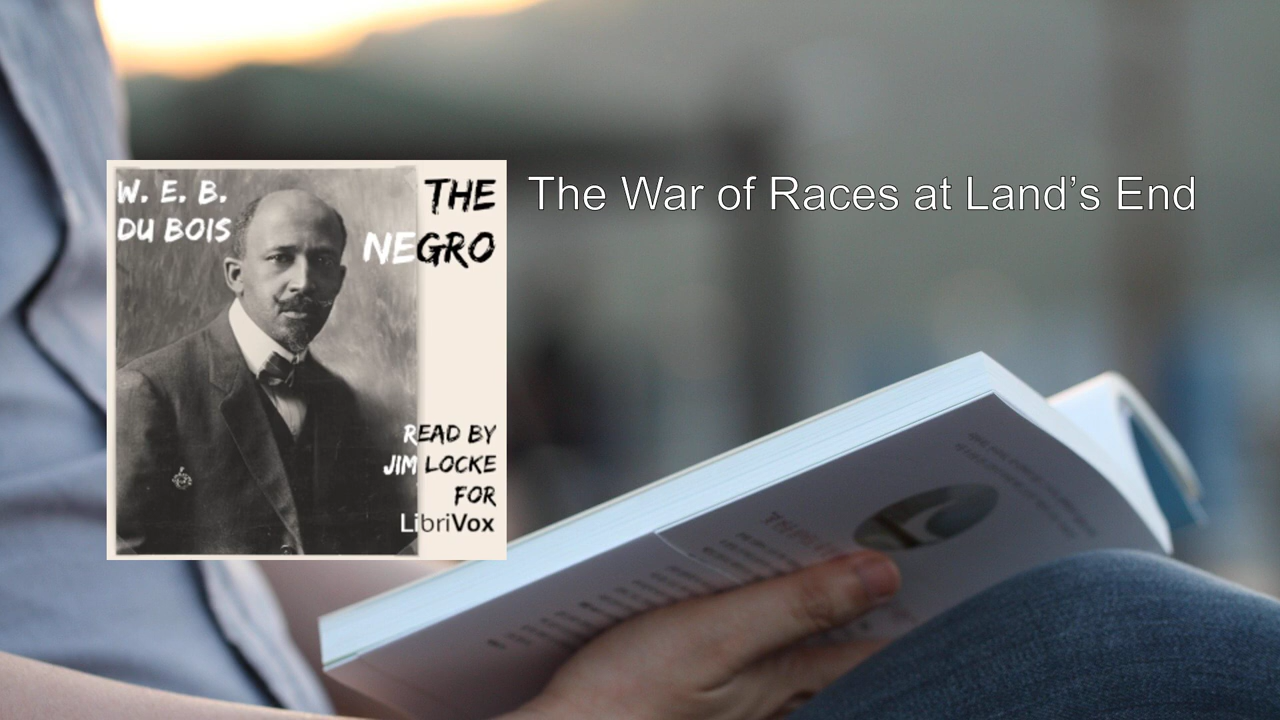 W. E. B.
DU BOIS
THE
NEGRO
READ BY
JIM LOCKE
FOR
LibriVox
The War of Races at Land’s End